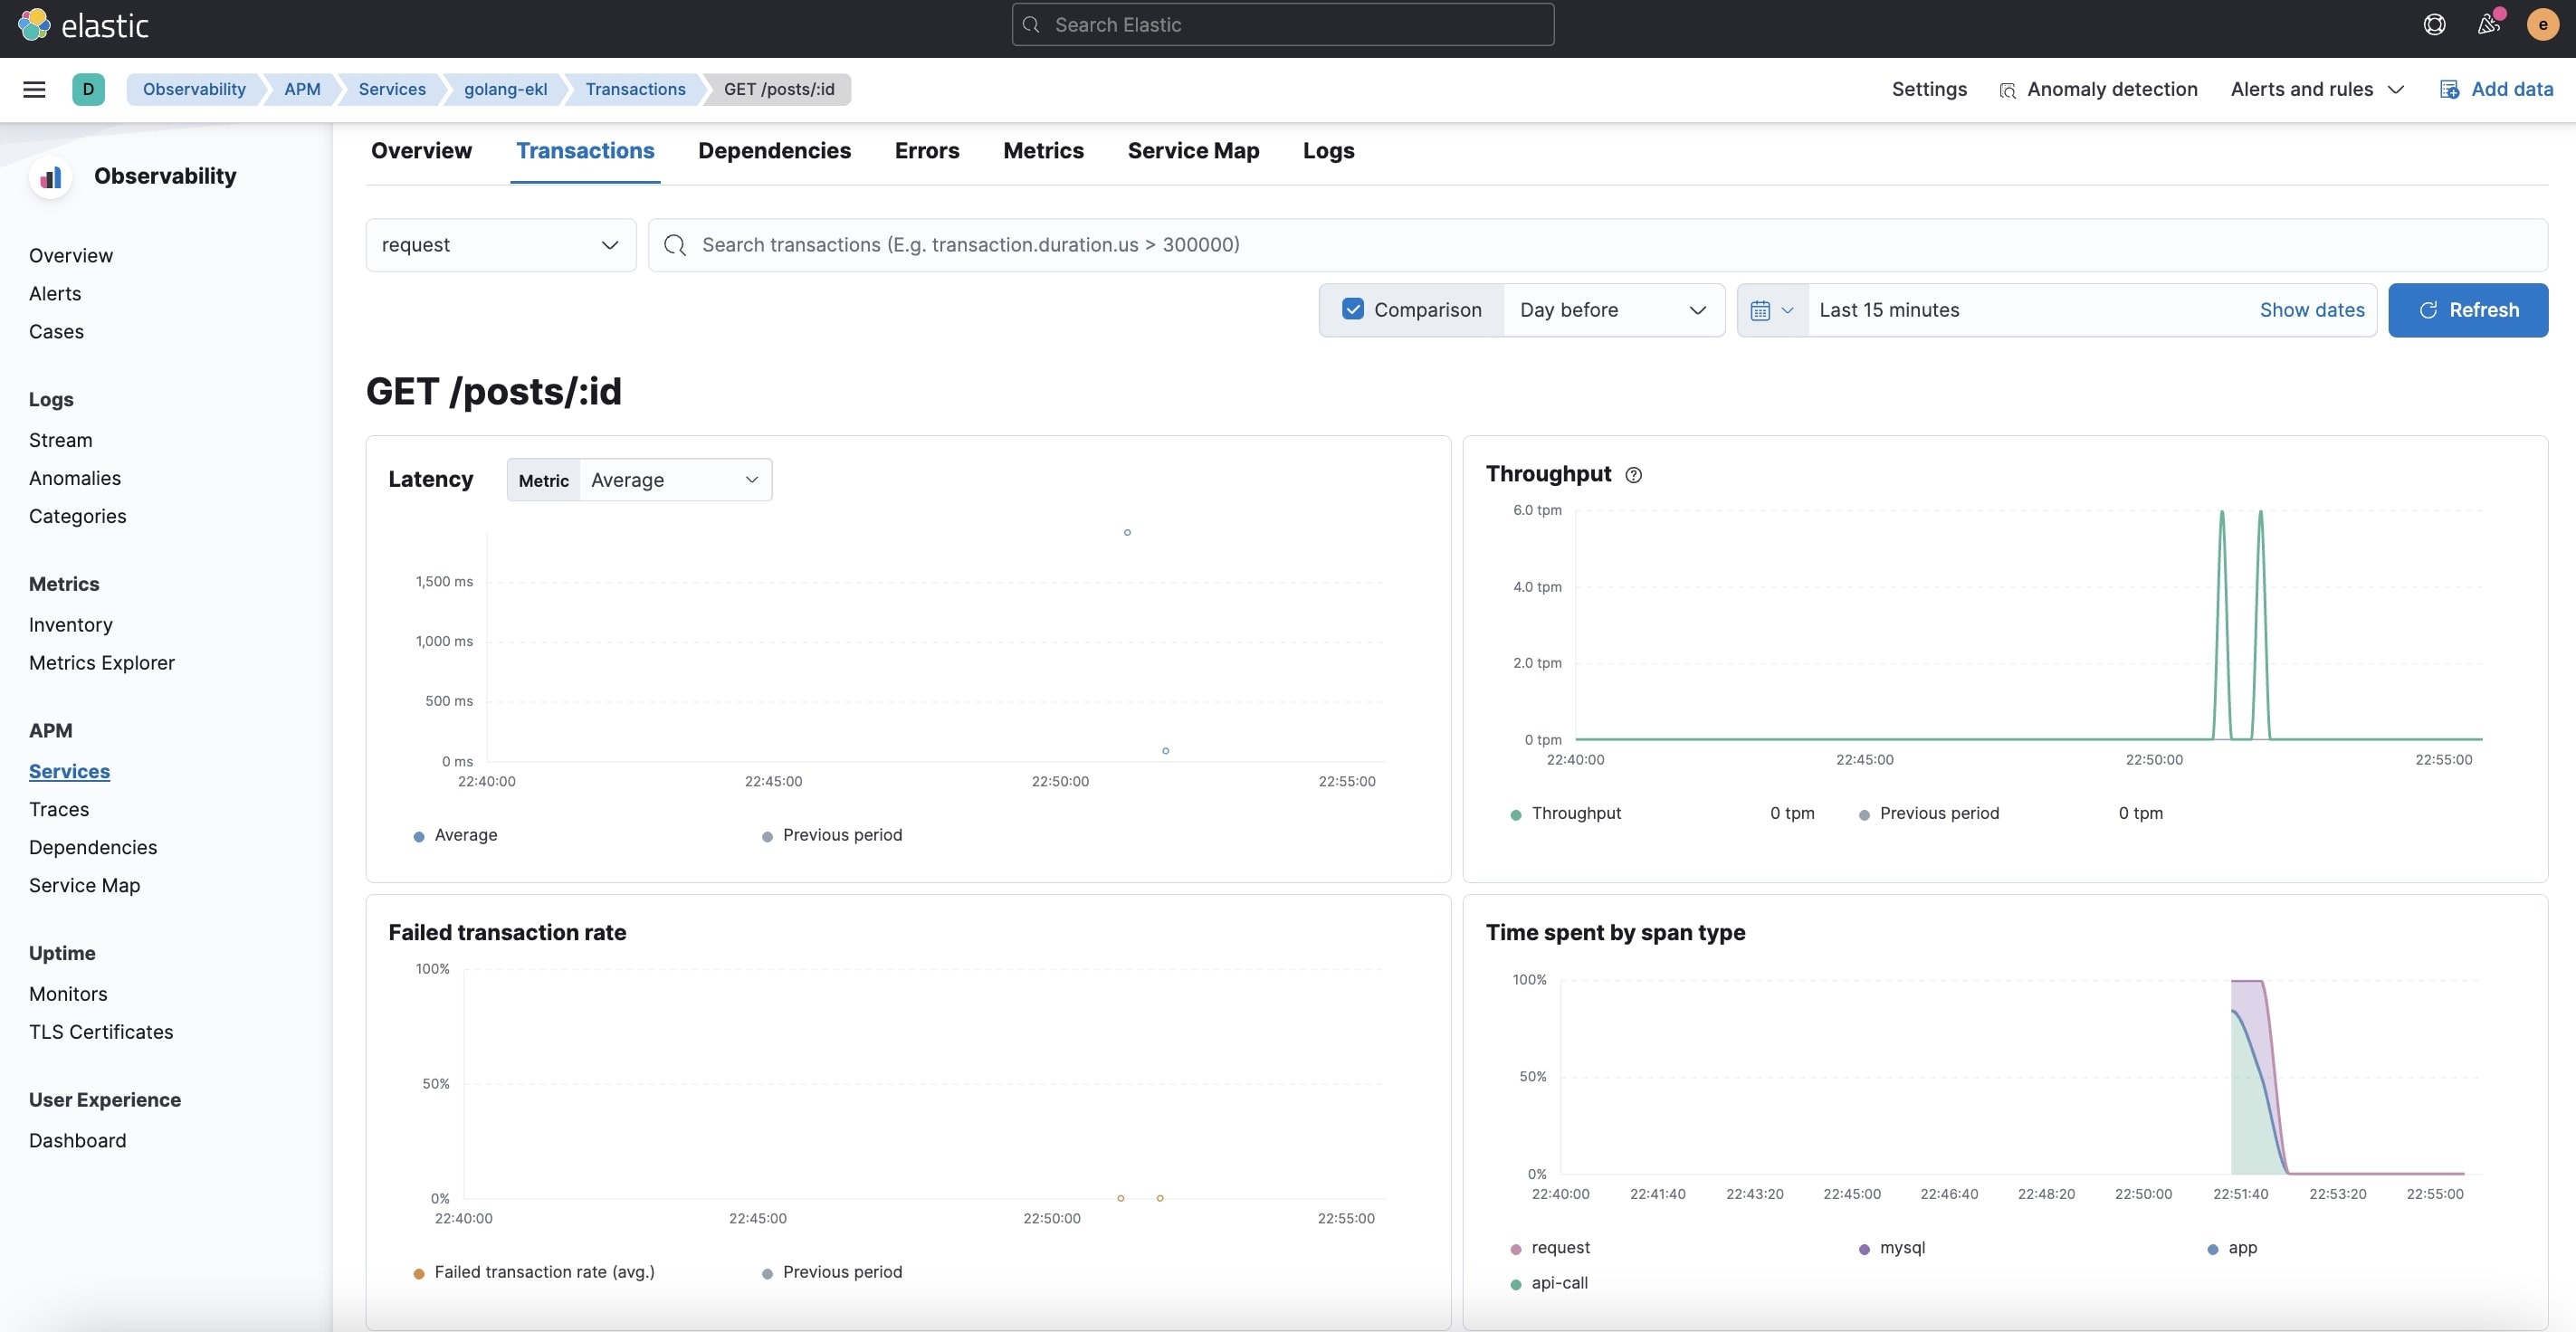 elastic
Search Elastic
e
D
Observability
APM
Services
golang-ekl
Transactions
GET /posts/:id
Settings
Anomaly detection
Alerts and rules
Add data
Observability
Overview
Alerts
Cases
Logs
Stream
Anomalies
Categories
Metrics
Inventory
Metrics Explorer
APM
Services
Traces
Dependencies
Service Map
Uptime
Monitors
TLS Certificates
User Experience
Dashboard
Overview
Transactions
Dependencies
Errors
Metrics
Service Map
Logs
request
Search transactions (E.g. transaction.duration.us > 300000)
Comparison
Day before
Last 15 minutes
Show dates
Refresh
GET /posts/:id
Latency
Metric
Average
1,500 ms
1,000 ms
500 ms
0 ms
22:40:00
22:45:00
22:50:00
22:55:00
Average
Previous period
Throughput
6.0 tpm
4.0 tpm
2.0 tpm
0 tpm
22:40:00
22:45:00
22:50:00
22:55:00
Throughput
0 tpm
Previous period
0 tpm
Failed transaction rate
100%
50%
0%
22:40:00
22:45:00
22:50:00
22:55:00
Failed transaction rate (avg.)
Previous period
Time spent by span type
100%
50%
0%
22:40:00
22:41:40
22:43:20
22:45:00
22:46:40
22:48:20
22:50:00
22:51:40
22:53:20
22:55:00
request
mysql
app
api-call